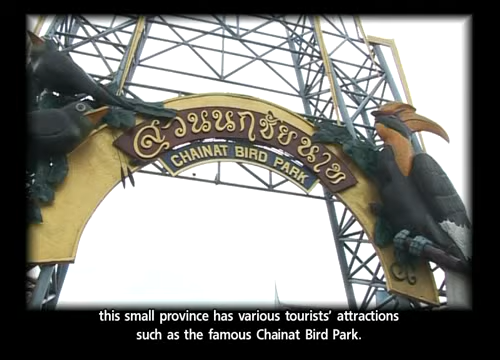 สวนนกชัยนาท
CHAINAT BIRD PARK
this small province has various tourists' attractions
such as the famous Chainat Bird Park.